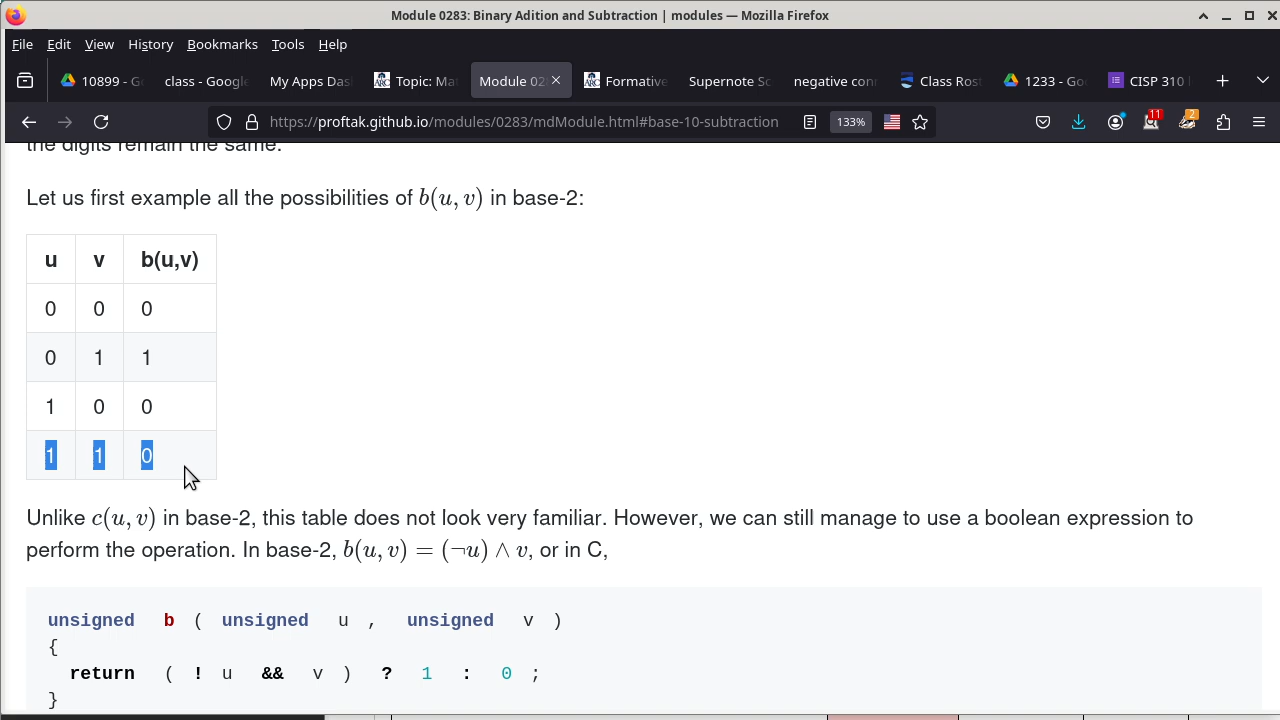 Module 0283: Binary Adition and Subtraction | modules — Mozilla Firefox
File Edit View History Bookmarks Tools Help
10899 - G class - Google My Apps Das Topic: Ma Module 02 Formative Supernote Sc negative con Class Ros 1233 - Go CISP 310
https://proftak.github.io/modules/0283/mdModule.html#base-10-subtraction 133% 11 2
the digits remain the same.
Let us first example all the possibilities of b(u, v) in base-2:
u v b(u,v)
0 0 0
0 1 1
1 0 0
1 1 0
Unlike c(u, v) in base-2, this table does not look very familiar. However, we can still manage to use a boolean expression to
perform the operation. In base-2, b(u, v) = (¬u) ∧ v, or in C,
unsigned b ( unsigned u , unsigned v )
{
return ( ! u && v ) ? 1 : 0 ;
}